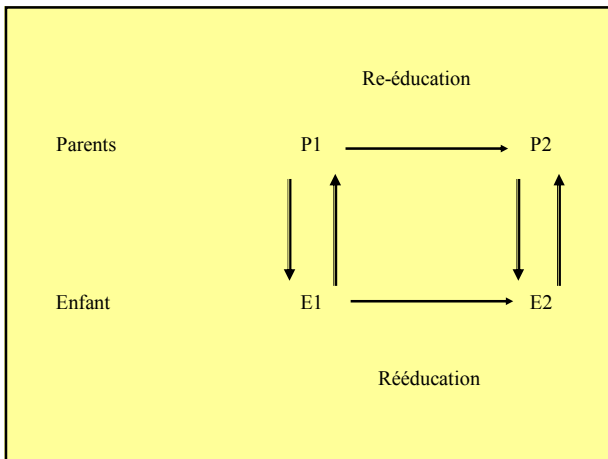 Re-éducation
Parents P1 P2
Enfant E1 E2
Rééducation